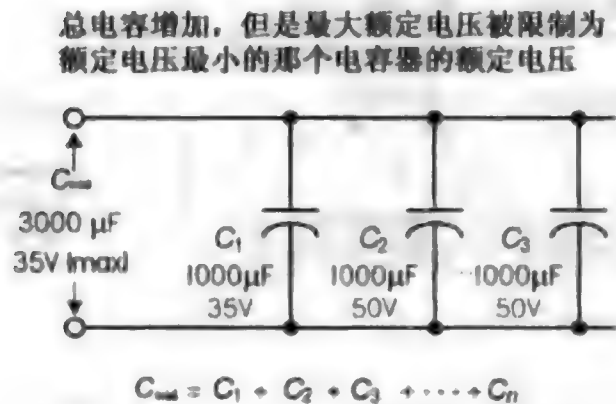 总电容增加，但是最大额定电压被限制为
额定电压最小的那个电容器的额定电压
C_total
3000 μF
35V (max)
C₁
1000μF
35V
C₂
1000μF
50V
C₃
1000μF
50V
C_total = C₁ + C₂ + C₃ + ···· + Cₙ